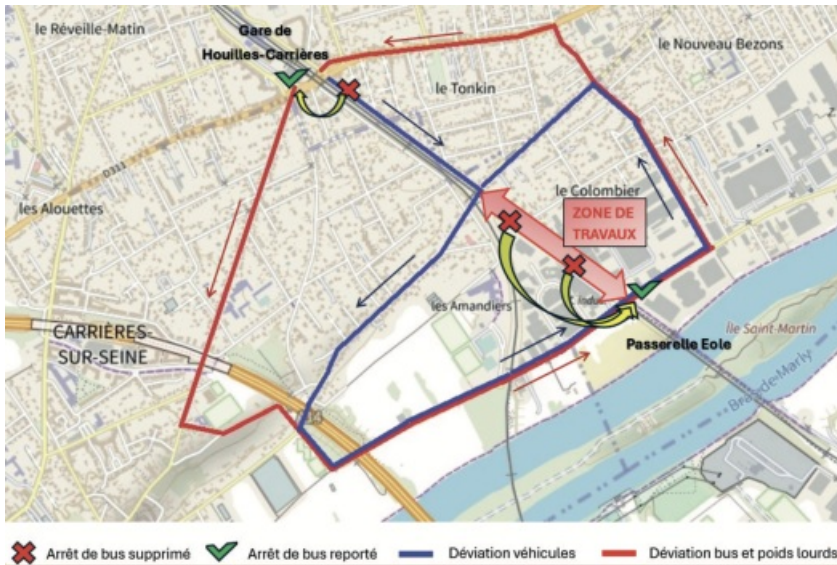 le Réveille-Matin
Gare de
Houilles-Carrières
le Nouveau Bezons
le Tonkin
D311
les Alouettes
le Colombier
ZONE DE
TRAVAUX
les Amandiers
CARRIÈRES-
SUR-SEINE
Île Saint-Martin
Passerelle Eole
Bras de Marly
Arrêt de bus supprimé
Arrêt de bus reporté
Déviation véhicules
Déviation bus et poids lourds